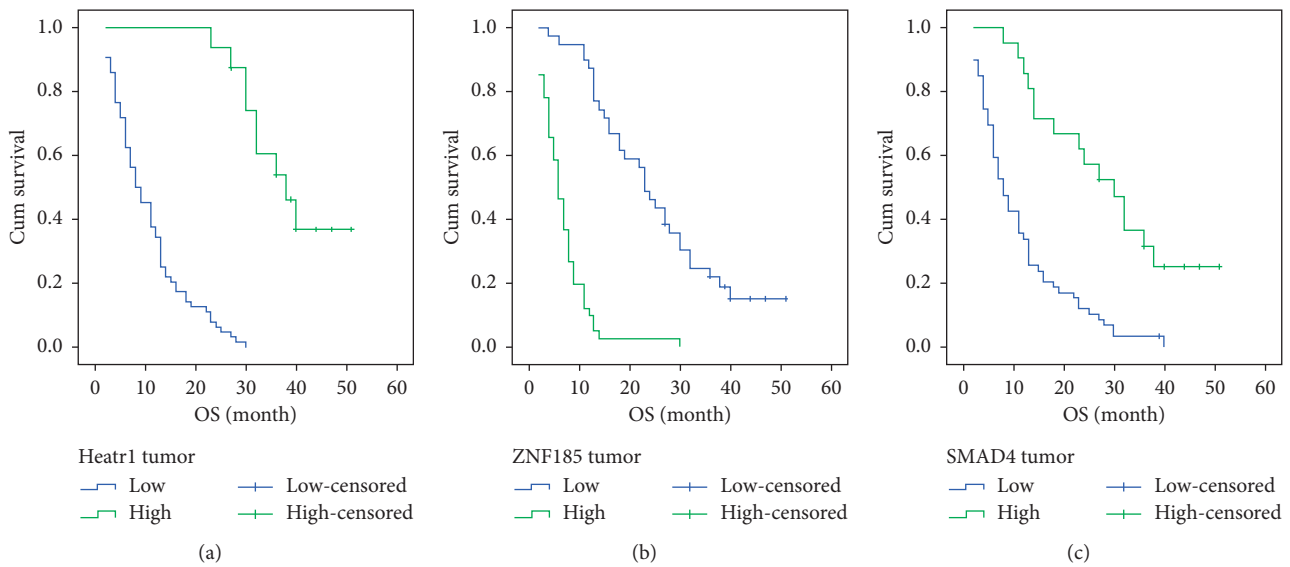 1.0
0.8
0.6
0.4
0.2
0.0
Cum survival
0 10 20 30 40 50 60
OS (month)
Heatr1 tumor
Low Low-censored
High High-censored
(a)
1.0
0.8
0.6
0.4
0.2
0.0
Cum survival
0 10 20 30 40 50 60
OS (month)
ZNF185 tumor
Low Low-censored
High High-censored
(b)
1.0
0.8
0.6
0.4
0.2
0.0
Cum survival
0 10 20 30 40 50 60
OS (month)
SMAD4 tumor
Low Low-censored
High High-censored
(c)